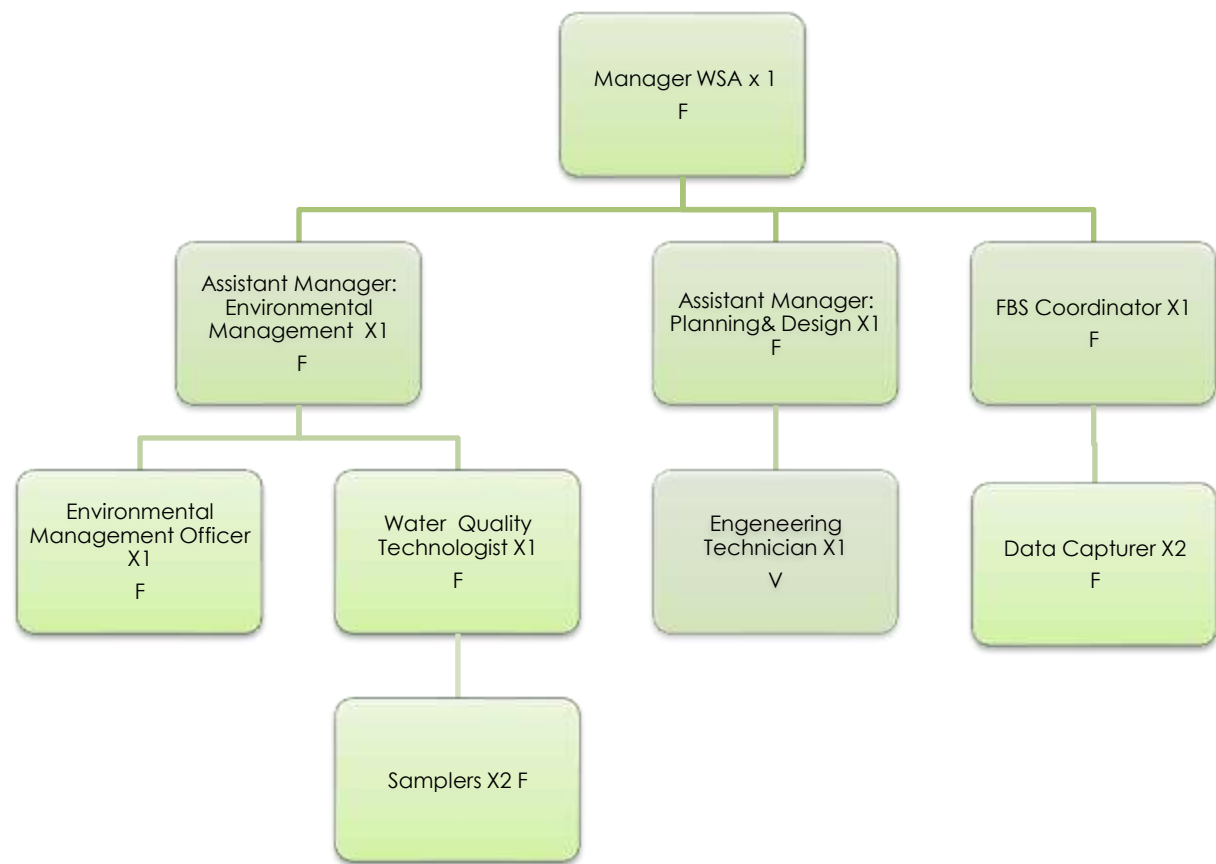 Manager WSA x 1
F
Assistant Manager:
Environmental
Management X1
F
Assistant Manager:
Planning& Design X1
F
FBS Coordinator X1
F
Environmental
Management Officer
X1
F
Water Quality
Technologist X1
F
Engeneering
Technician X1
V
Data Capturer X2
F
Samplers X2 F